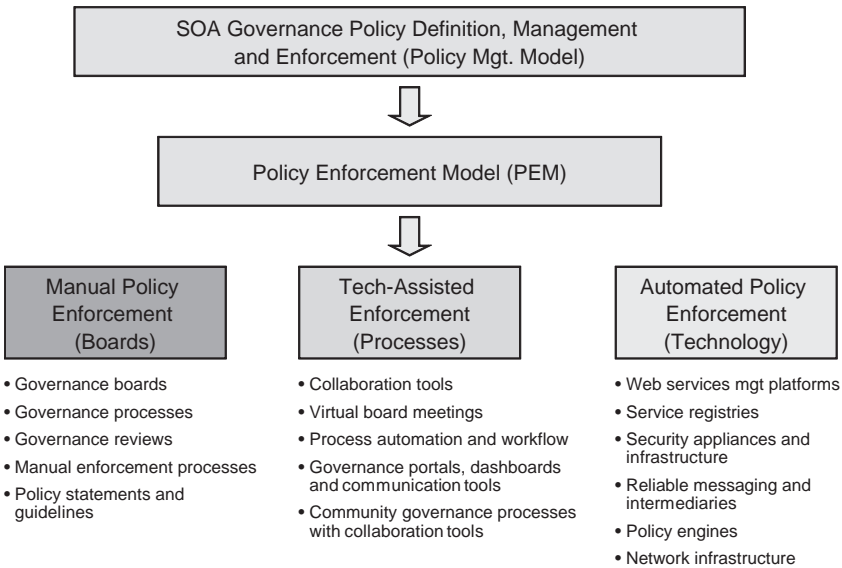 SOA Governance Policy Definition, Management
and Enforcement (Policy Mgt. Model)
Policy Enforcement Model (PEM)
Manual Policy
Enforcement
(Boards)
• Governance boards
• Governance processes
• Governance reviews
• Manual enforcement processes
• Policy statements and
guidelines
Tech-Assisted
Enforcement
(Processes)
• Collaboration tools
• Virtual board meetings
• Process automation and workflow
• Governance portals, dashboards
and communication tools
• Community governance processes
with collaboration tools
Automated Policy
Enforcement
(Technology)
• Web services mgt platforms
• Service registries
• Security appliances and
infrastructure
• Reliable messaging and
intermediaries
• Policy engines
• Network infrastructure